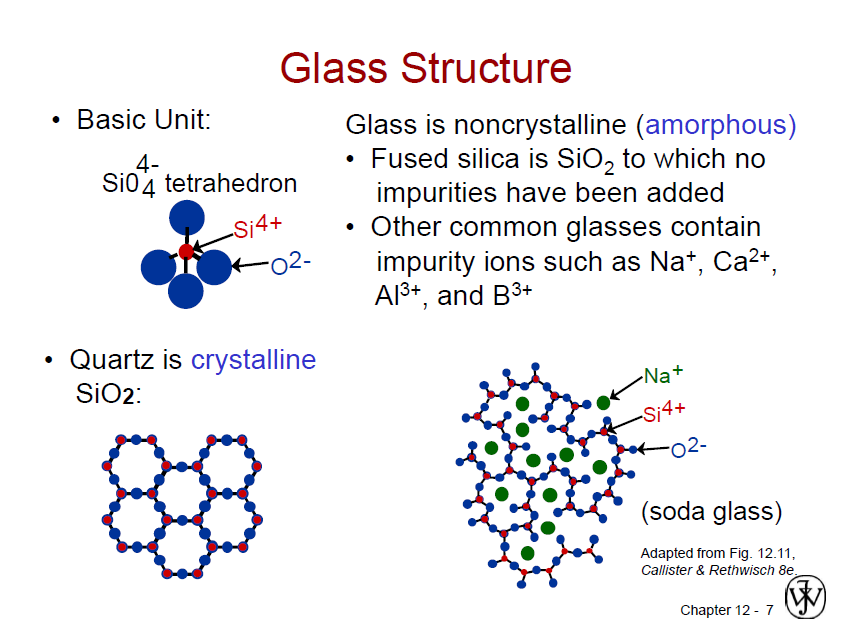 Glass Structure
• Basic Unit:
4-
Si0 4 tetrahedron
Si4+
O2-
Glass is noncrystalline (amorphous)
• Fused silica is SiO2 to which no
impurities have been added
• Other common glasses contain
impurity ions such as Na+, Ca2+,
Al3+, and B3+
• Quartz is crystalline
SiO2:
Na+
Si4+
O2-
(soda glass)
Adapted from Fig. 12.11,
Callister & Rethwisch 8e.
Chapter 12 - 7